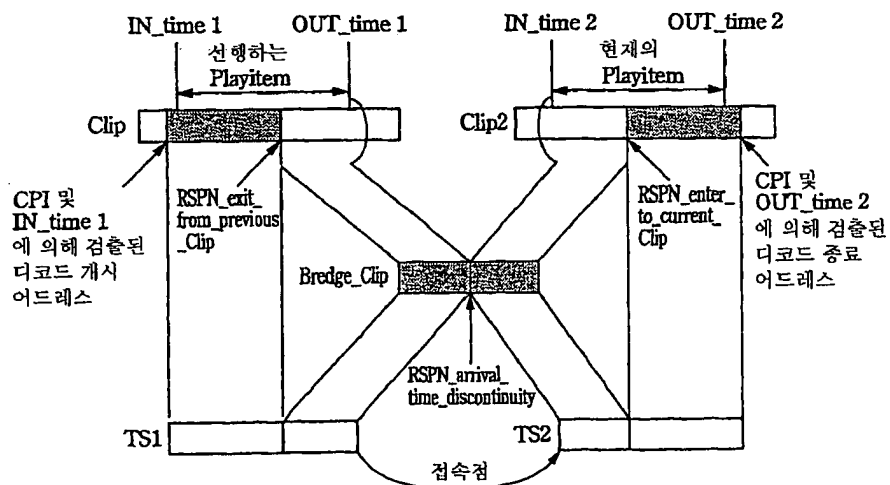 IN_time 1
OUT_time 1
IN_time 2
OUT_time 2
선행하는
Playitem
현재의
Playitem
Clip
Clip2
CPI 및
IN_time 1
에 의해 검출된
디코드 개시
어드레스
RSPN_exit_
from_previous
_Clip
RSPN_enter_
to_current_
Clip
CPI 및
OUT_time 2
에 의해 검출된
디코드 종료
어드레스
Bredge_Clip
RSPN_arrival_
time_discontinuity
TS1
TS2
접속점